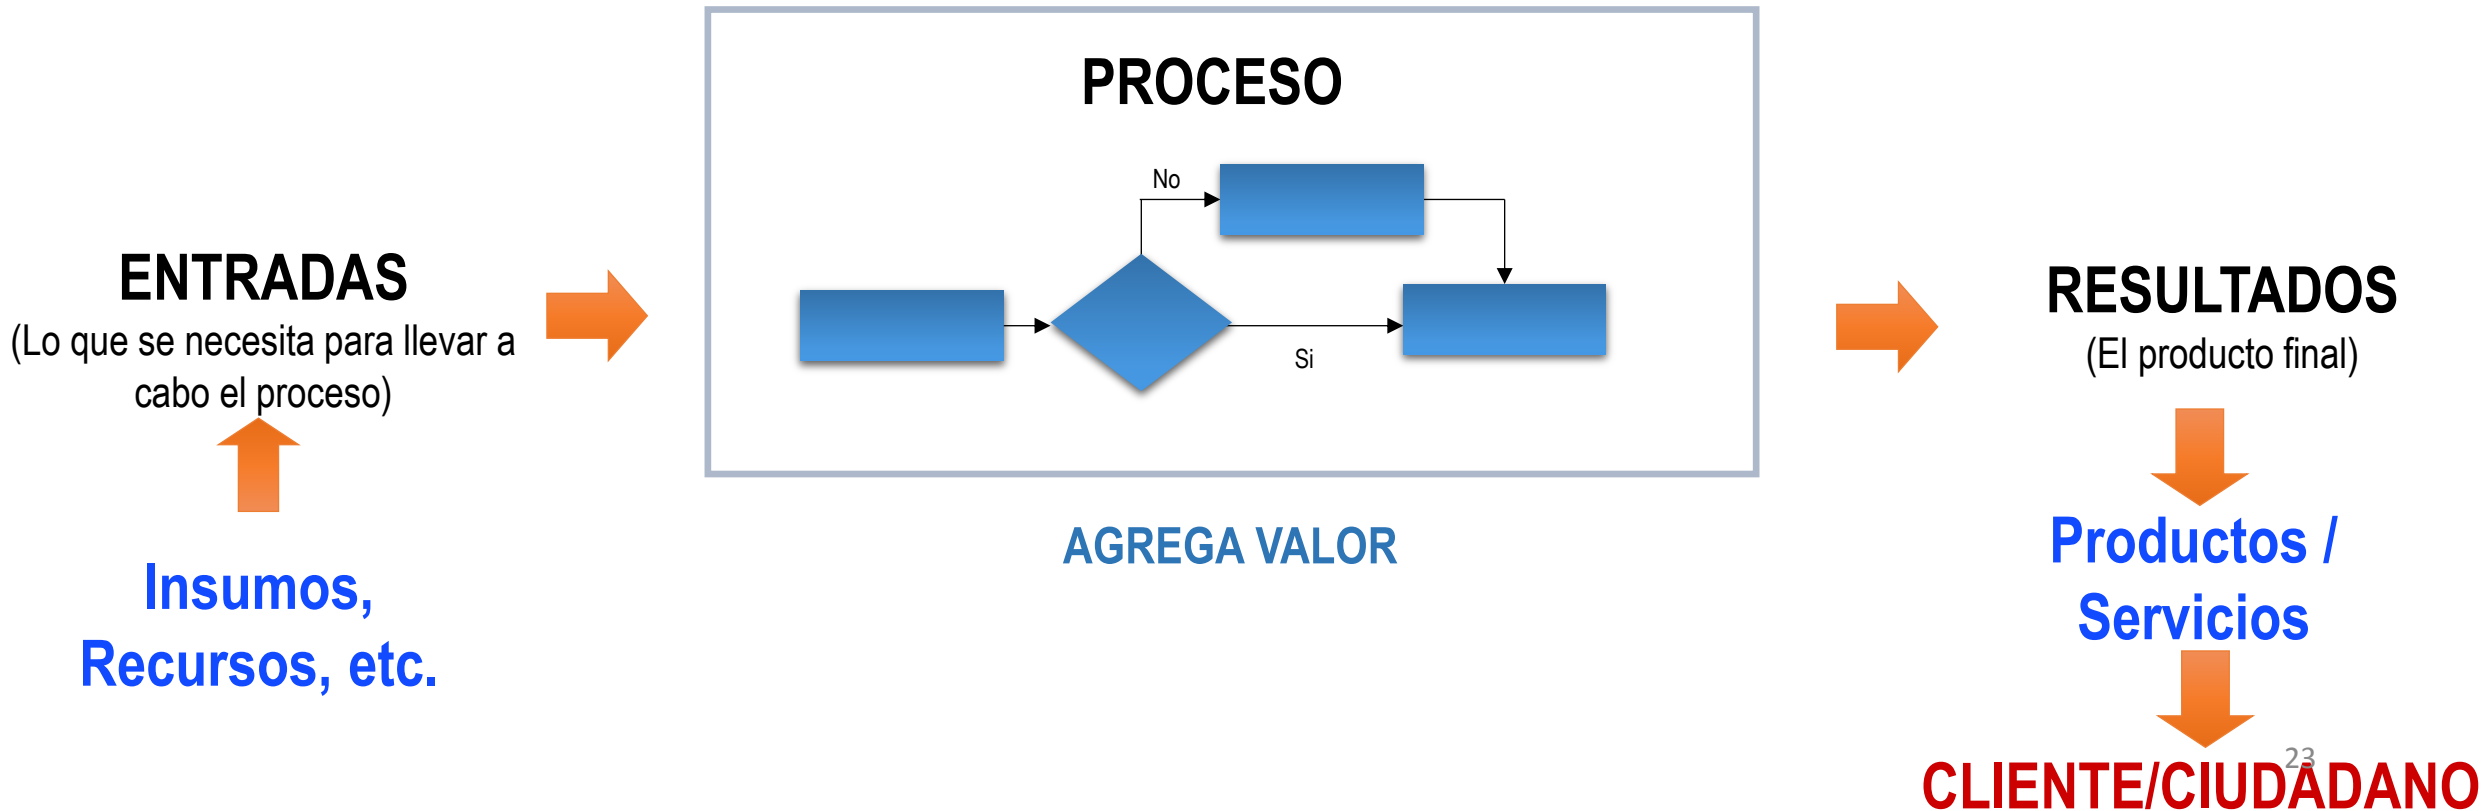 PROCESO
No
Si
ENTRADAS
(Lo que se necesita para llevar a
cabo el proceso)
Insumos,
Recursos, etc.
AGREGA VALOR
RESULTADOS
(El producto final)
Productos /
Servicios
23
CLIENTE/CIUDADANO